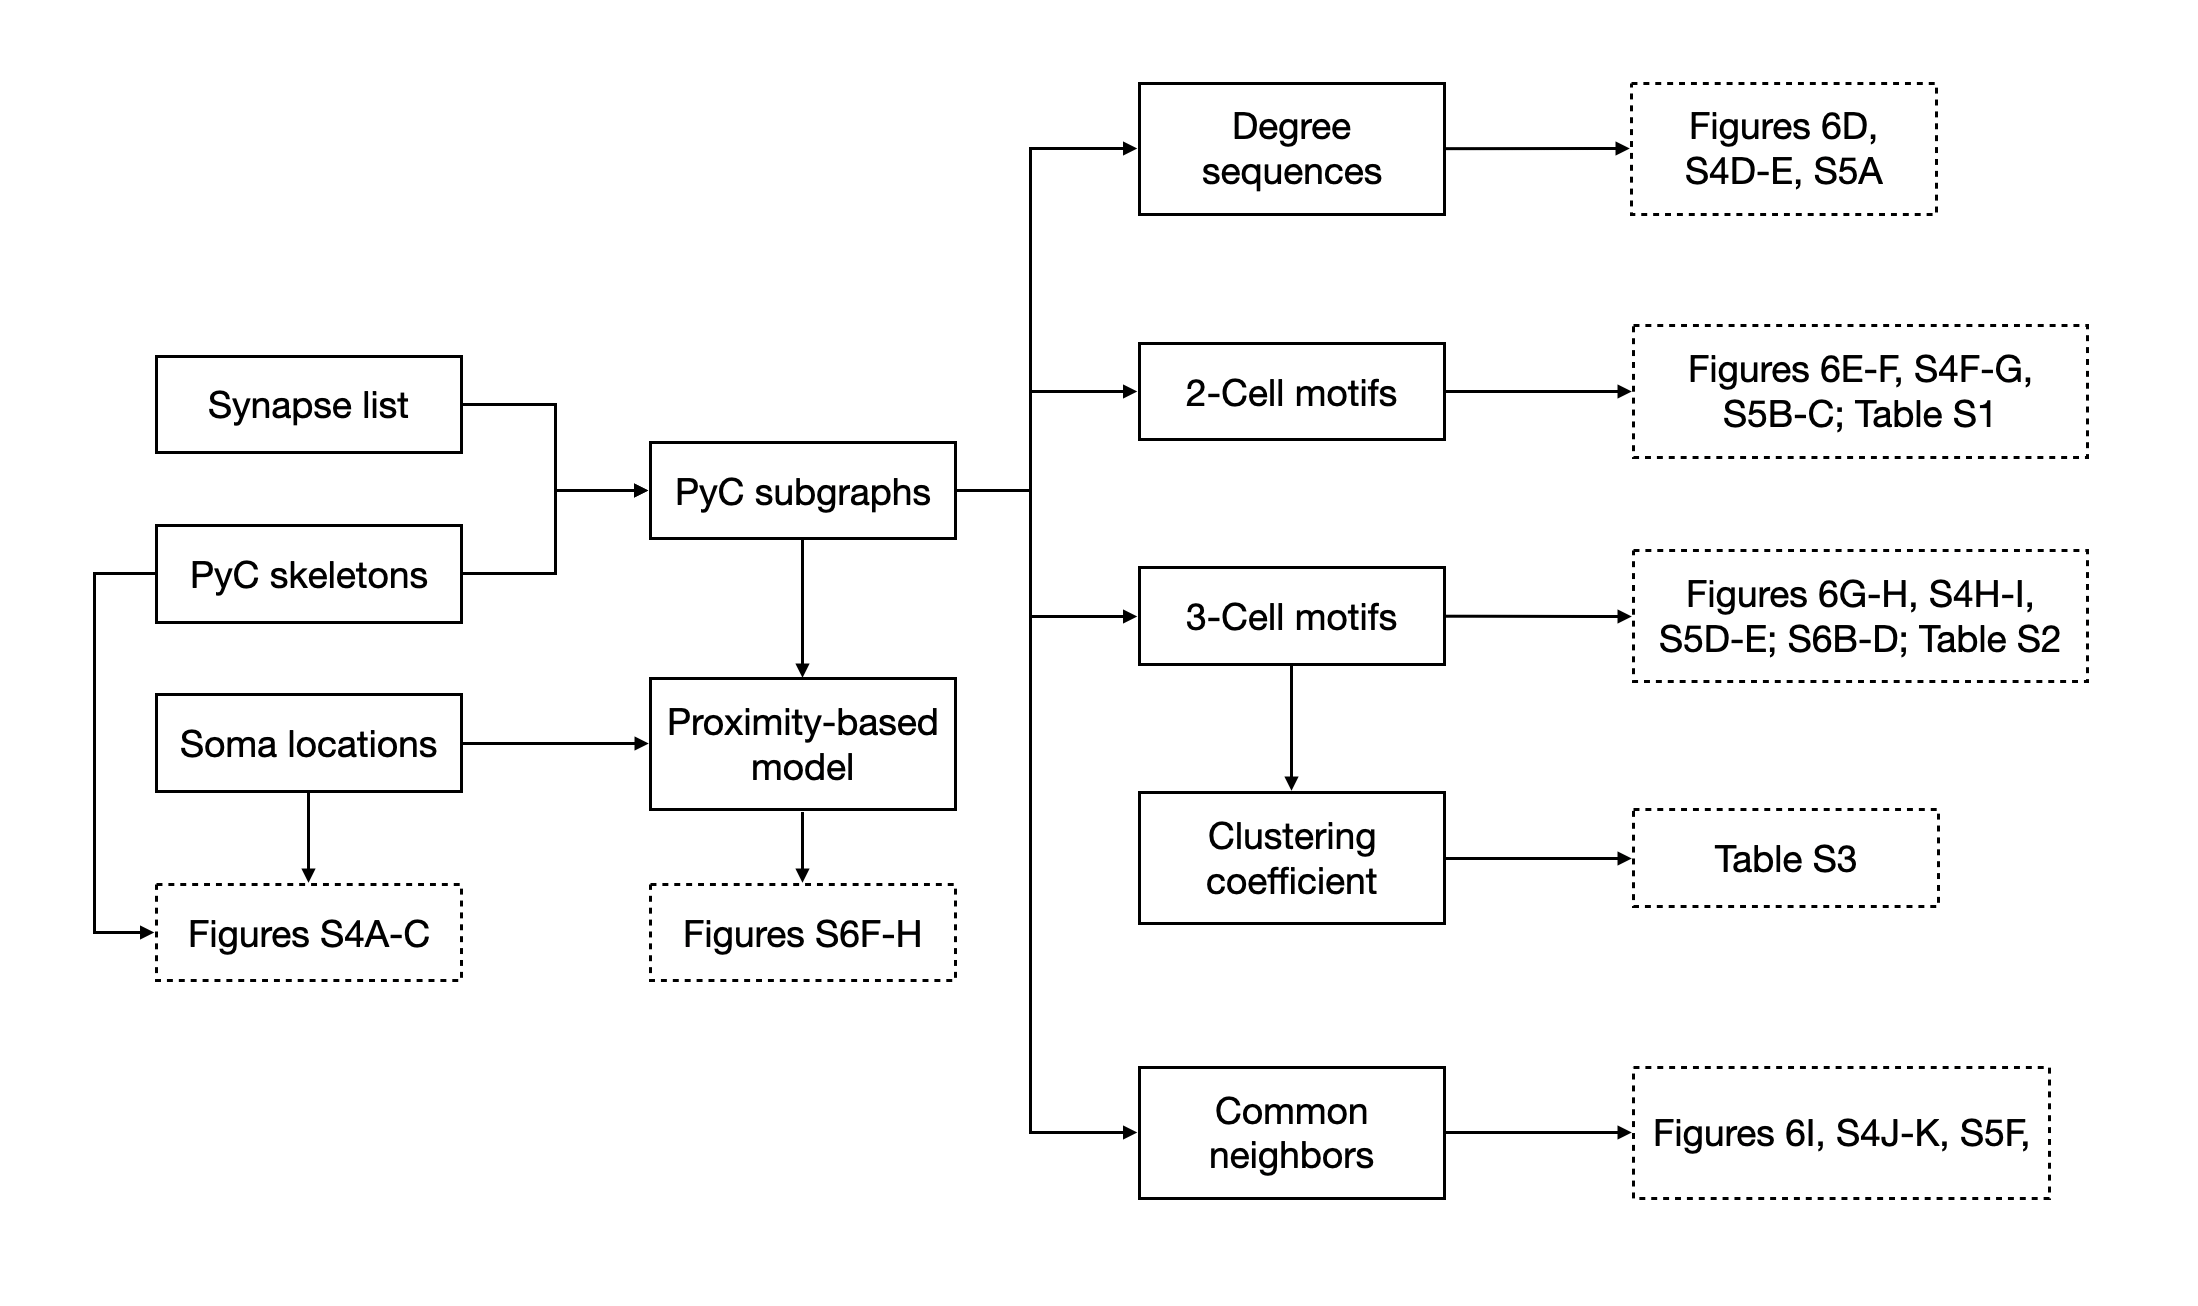 Synapse list
PyC skeletons
Soma locations
Figures S4A-C
PyC subgraphs
Proximity-based
model
Figures S6F-H
Degree
sequences
Figures 6D,
S4D-E, S5A
2-Cell motifs
Figures 6E-F, S4F-G,
S5B-C; Table S1
3-Cell motifs
Figures 6G-H, S4H-I,
S5D-E; S6B-D; Table S2
Clustering
coefficient
Table S3
Common
neighbors
Figures 6I, S4J-K, S5F,